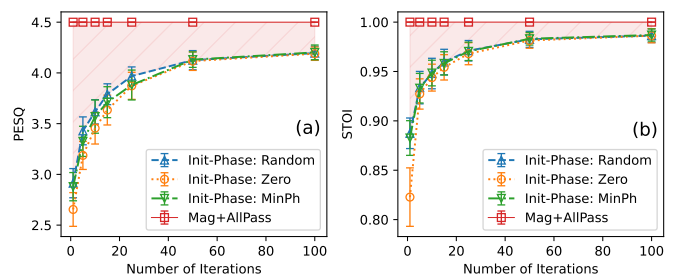 4.5
4.0
3.5
3.0
2.5
PESQ
0
20
40
60
80
100
Number of Iterations
(a)
Init-Phase: Random
Init-Phase: Zero
Init-Phase: MinPh
Mag+AllPass
1.00
0.95
0.90
0.85
0.80
STOI
0
20
40
60
80
100
Number of Iterations
(b)
Init-Phase: Random
Init-Phase: Zero
Init-Phase: MinPh
Mag+AllPass